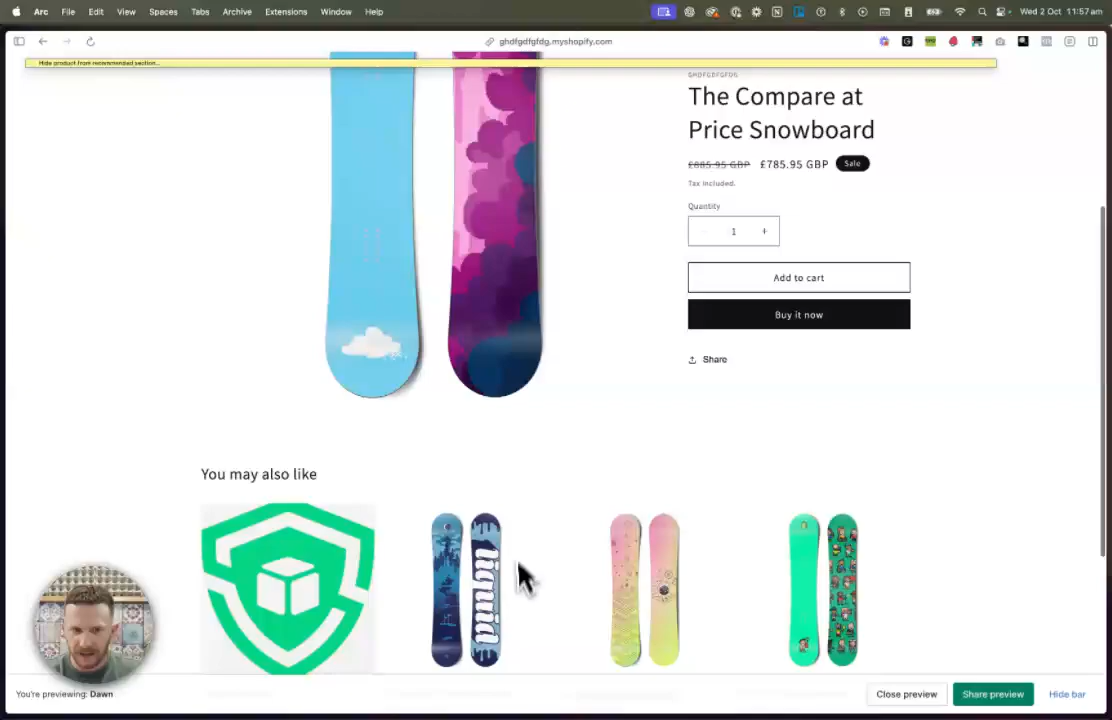 Arc File Edit View Spaces Tabs Archive Extensions Window Help Wed 2 Oct 11:57am
ghdfgdfgfdg.myshopify.com
Hide product from recommended section...
GHDFGDFGFDG
The Compare at
Price Snowboard
£885.95 GBP £785.95 GBP Sale
Tax included.
Quantity
− 1 +
Add to cart
Buy it now
Share
You may also like
liquid
You're previewing: Dawn Close preview Share preview Hide bar